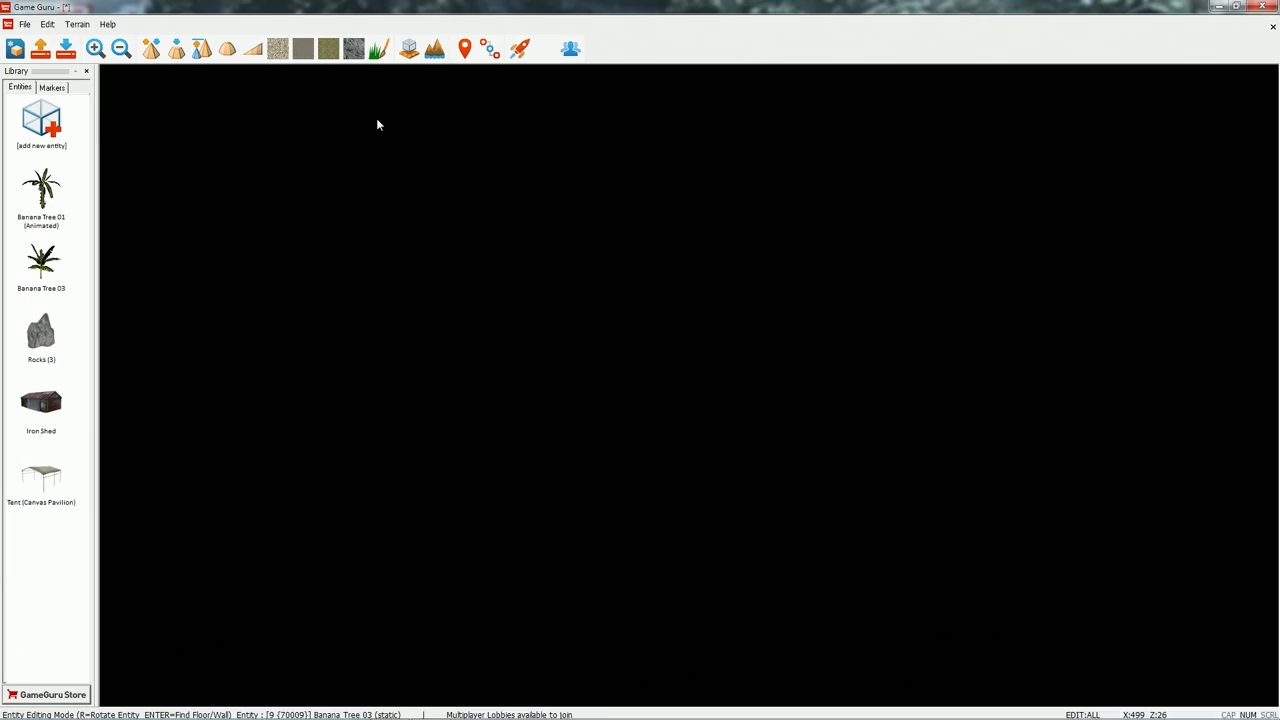 Game Guru - [*]
File Edit Terrain Help
Library
Entities Markers
[add new entity]
Banana Tree 01
(Animated)
Banana Tree 03
Rocks (3)
Iron Shed
Tent (Canvas Pavilion)
GameGuru Store
Entity Editing Mode (R=Rotate Entity ENTER=Find Floor/Wall) Entity : [9 {70009}] Banana Tree 03 (static) | Multiplayer Lobbies available to join EDIT:ALL X:499 Z:26 CAP NUM SCRL